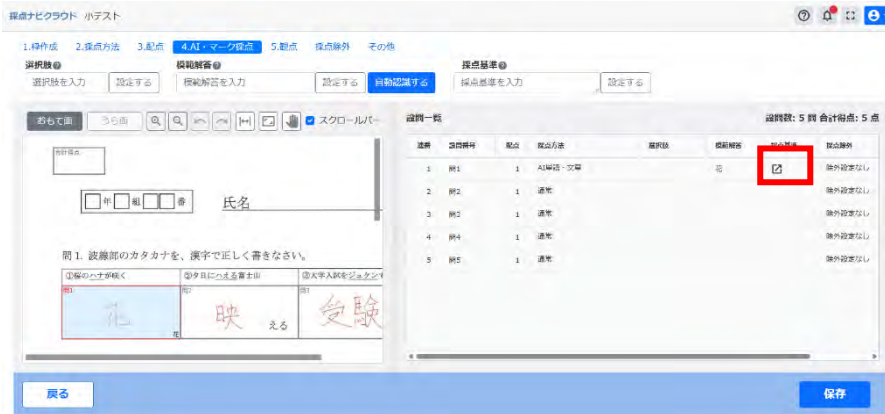 採点ナビクラウド 小テスト
1.枠作成 2.採点方法 3.配点 4.AI・マーク採点 5.観点 採点除外 その他
選択肢 模範解答 採点基準
選択肢を入力 設定する 模範解答を入力 設定する 自動認識する 採点基準を入力 設定する
おもて面 うら面 スクロールバー
設問一覧 設問数: 5 問 合計得点: 5 点
連番 設問番号 配点 採点方法 選択肢 模範解答 採点基準 採点除外
1 問1 1 AI単語・文章 花 除外設定なし
2 問2 1 通常 除外設定なし
3 問3 1 通常 除外設定なし
4 問4 1 通常 除外設定なし
5 問5 1 通常 除外設定なし
合計得点
年 組 番 氏名
問 1. 波線部のカタカナを、漢字で正しく書きなさい。
①桜のハナが咲く ②夕日にハえる富士山 ③大学入試をジュケンす
問1 問2 問3
花 映 える 受験
花
戻る 保存